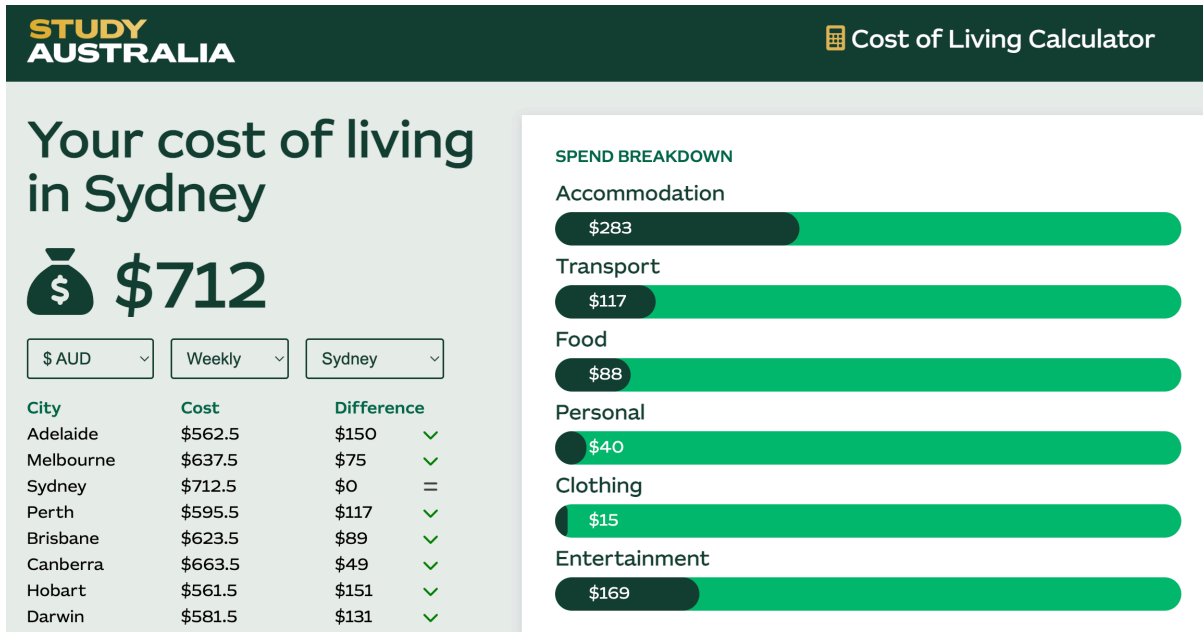 STUDY
AUSTRALIA
Cost of Living Calculator
Your cost of living
in Sydney
$
$712
$ AUD
Weekly
Sydney
City Cost Difference
Adelaide $562.5 $150
Melbourne $637.5 $75
Sydney $712.5 $0 =
Perth $595.5 $117
Brisbane $623.5 $89
Canberra $663.5 $49
Hobart $561.5 $151
Darwin $581.5 $131
SPEND BREAKDOWN
Accommodation
$283
Transport
$117
Food
$88
Personal
$40
Clothing
$15
Entertainment
$169